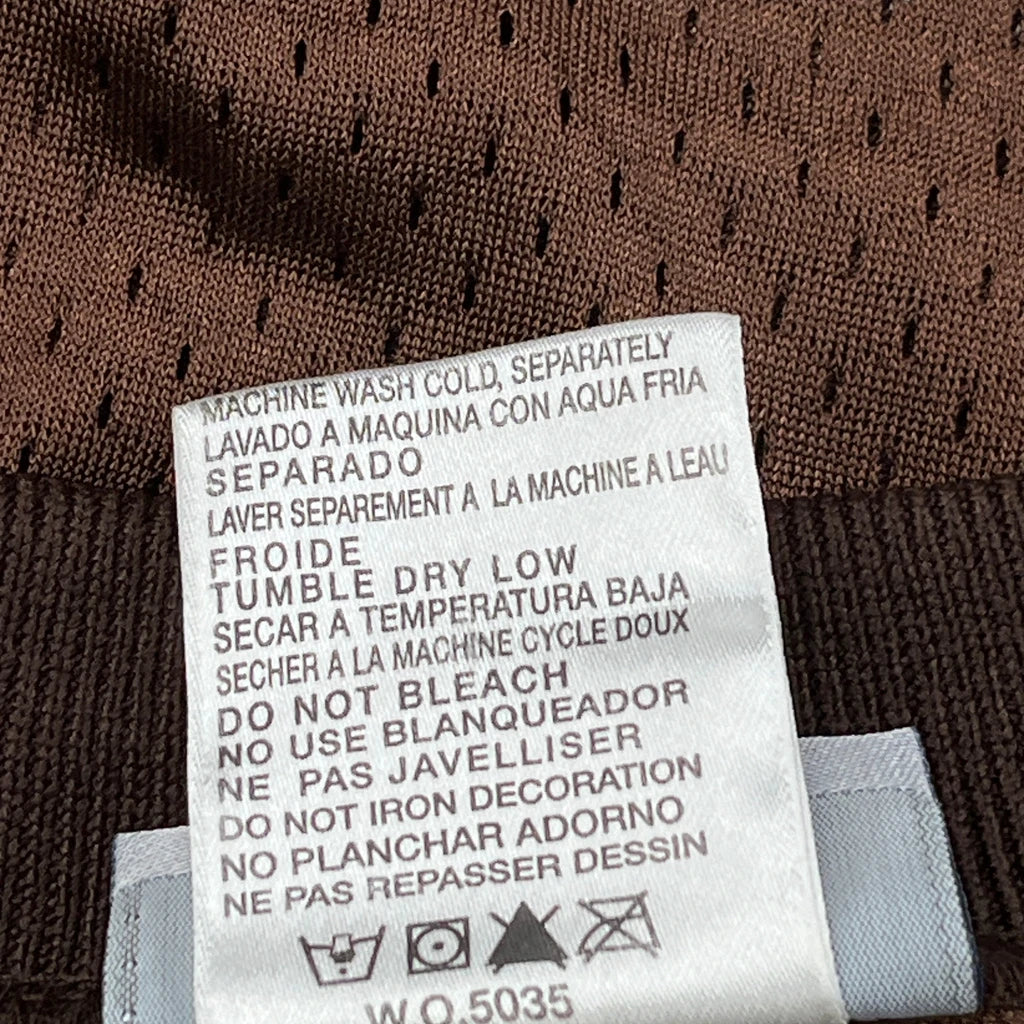 MACHINE WASH COLD, SEPARATELY
LAVADO A MAQUINA CON AQUA FRIA
SEPARADO
LAVER SEPAREMENT A LA MACHINE A LEAU
FROIDE
TUMBLE DRY LOW
SECAR A TEMPERATURA BAJA
SECHER A LA MACHINE CYCLE DOUX
DO NOT BLEACH
NO USE BLANQUEADOR
NE PAS JAVELLISER
DO NOT IRON DECORATION
NO PLANCHAR ADORNO
NE PAS REPASSER DESSIN
W.O.5035